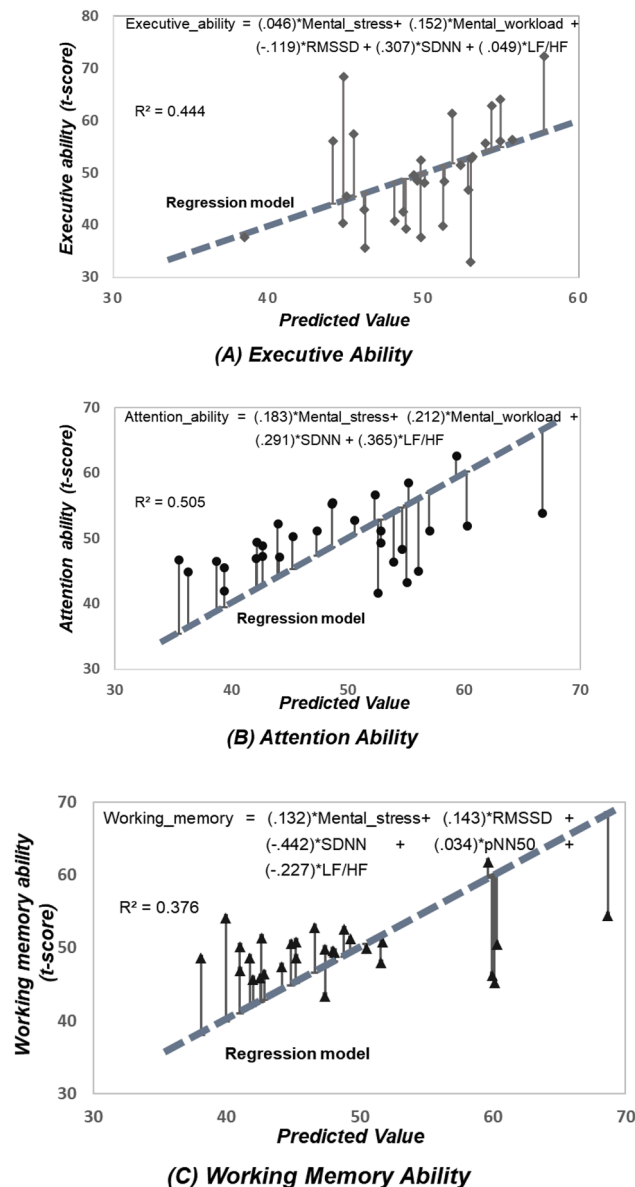 80
Executive_ability = (.046)*Mental_stress+ (.152)*Mental_workload +
(-.119)*RMSSD + (.307)*SDNN + ( .049)*LF/HF
70
R² = 0.444
60
50
Regression model
40
30
30 40 50 60
Executive ability (t-score)
Predicted Value
(A) Executive Ability
70
Attention_ability = (.183)*Mental_stress+ (.212)*Mental_workload +
(.291)*SDNN + (.365)*LF/HF
60
R² = 0.505
50
40
Regression model
30
30 40 50 60 70
Attention ability (t-score)
Predicted Value
(B) Attention Ability
70
Working_memory = (.132)*Mental_stress+ (.143)*RMSSD +
(-.442)*SDNN + (.034)*pNN50 +
(-.227)*LF/HF
60
R² = 0.376
50
40
Regression model
30
30 40 50 60 70
Working memory ability
(t-score)
Predicted Value
(C) Working Memory Ability